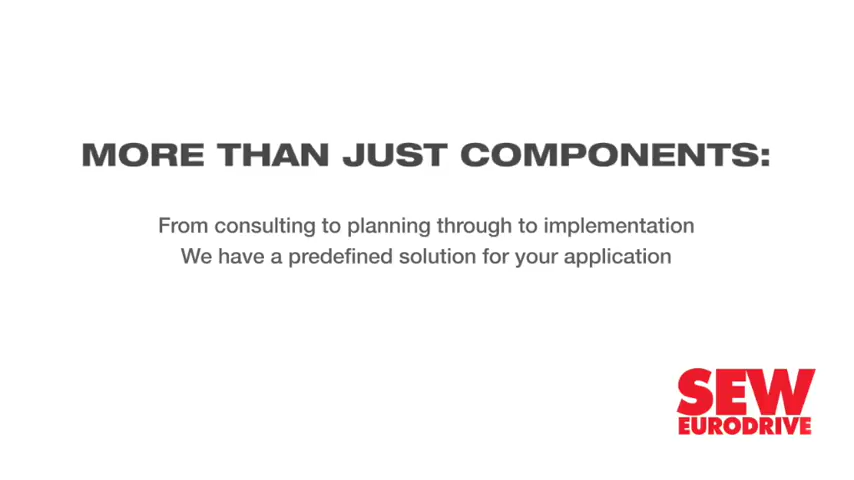 MORE THAN JUST COMPONENTS:
From consulting to planning through to implementation
We have a predefined solution for your application
SEW
EURODRIVE